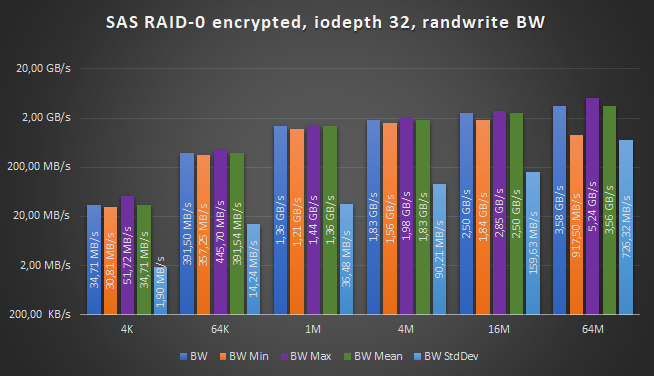 SAS RAID-0 encrypted, iodepth 32, randwrite BW
20,00 GB/s
2,00 GB/s
200,00 MB/s
20,00 MB/s
2,00 MB/s
200,00 KB/s
34,71 MB/s
30,81 MB/s
51,72 MB/s
34,71 MB/s
1,90 MB/s
391,50 MB/s
357,25 MB/s
445,70 MB/s
391,54 MB/s
14,24 MB/s
1,36 GB/s
1,21 GB/s
1,44 GB/s
1,36 GB/s
36,48 MB/s
1,83 GB/s
1,56 GB/s
1,98 GB/s
1,83 GB/s
90,21 MB/s
2,50 GB/s
1,84 GB/s
2,85 GB/s
2,50 GB/s
159,63 MB/s
3,58 GB/s
917,50 MB/s
5,24 GB/s
3,56 GB/s
726,32 MB/s
4K 64K 1M 4M 16M 64M
BW BW Min BW Max BW Mean BW StdDev